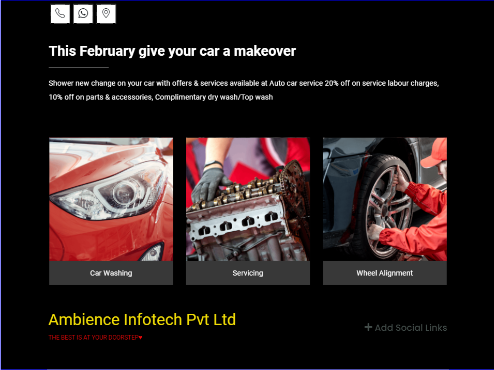 This February give your car a makeover
Shower new change on your car with offers & services available at Auto car service 20% off on service labour charges,
10% off on parts & accessories, Complimentary dry wash/Top wash
Car Washing
Servicing
Wheel Alignment
Ambience Infotech Pvt Ltd
Add Social Links
THE BEST IS AT YOUR DOORSTEP♥